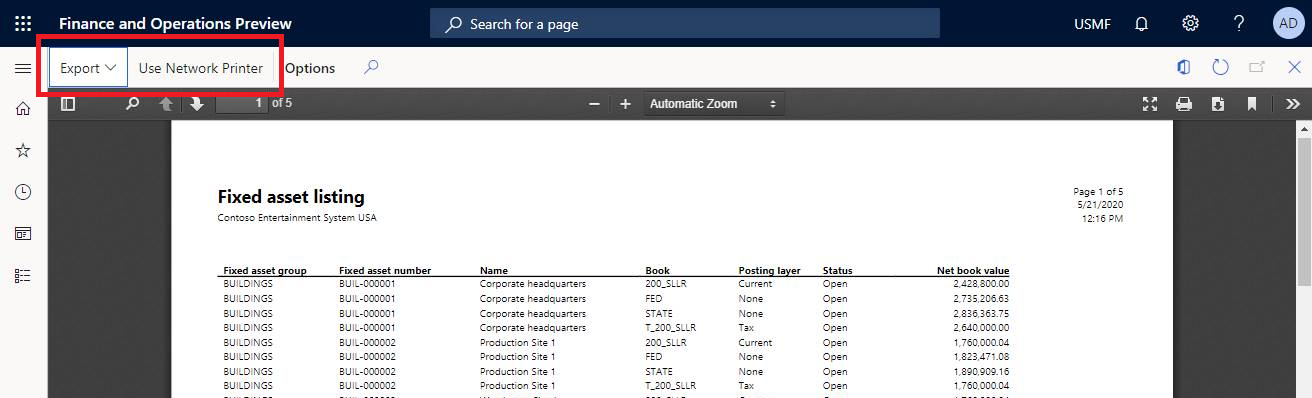 Finance and Operations Preview Search for a page USMF ? AD
Export Use Network Printer Options
1 of 5 Automatic Zoom
Fixed asset listing
Contoso Entertainment System USA
Page 1 of 5
5/21/2020
12:16 PM
Fixed asset group Fixed asset number Name Book Posting layer Status Net book value
BUILDINGS BUIL-000001 Corporate headquarters 200_SLLR Current Open 2,428,800.00
BUILDINGS BUIL-000001 Corporate headquarters FED None Open 2,735,206.63
BUILDINGS BUIL-000001 Corporate headquarters STATE None Open 2,836,363.75
BUILDINGS BUIL-000001 Corporate headquarters T_200_SLLR Tax Open 2,640,000.00
BUILDINGS BUIL-000002 Production Site 1 200_SLLR Current Open 1,760,000.04
BUILDINGS BUIL-000002 Production Site 1 FED None Open 1,823,471.08
BUILDINGS BUIL-000002 Production Site 1 STATE None Open 1,890,909.16
BUILDINGS BUIL-000002 Production Site 1 T_200_SLLR Tax Open 1,760,000.04